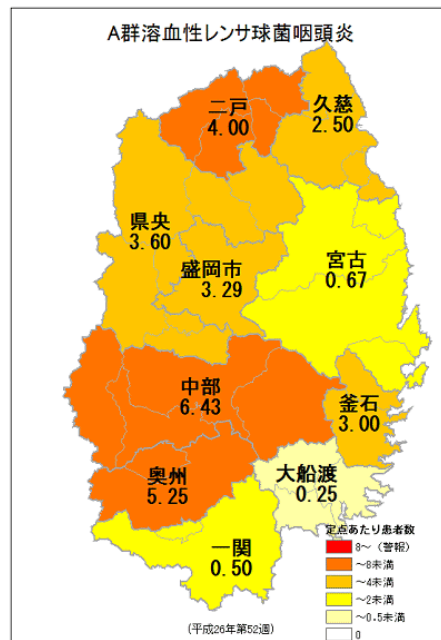 A群溶血性レンサ球菌咽頭炎
二戸
4.00
久慈
2.50
県央
3.60
盛岡市
3.29
宮古
0.67
中部
6.43
釜石
3.00
奥州
5.25
大船渡
0.25
一関
0.50
定点あたり患者数
8～（警報）
～8未満
～4未満
～2未満
～0.5未満
0
(平成26年第52週)